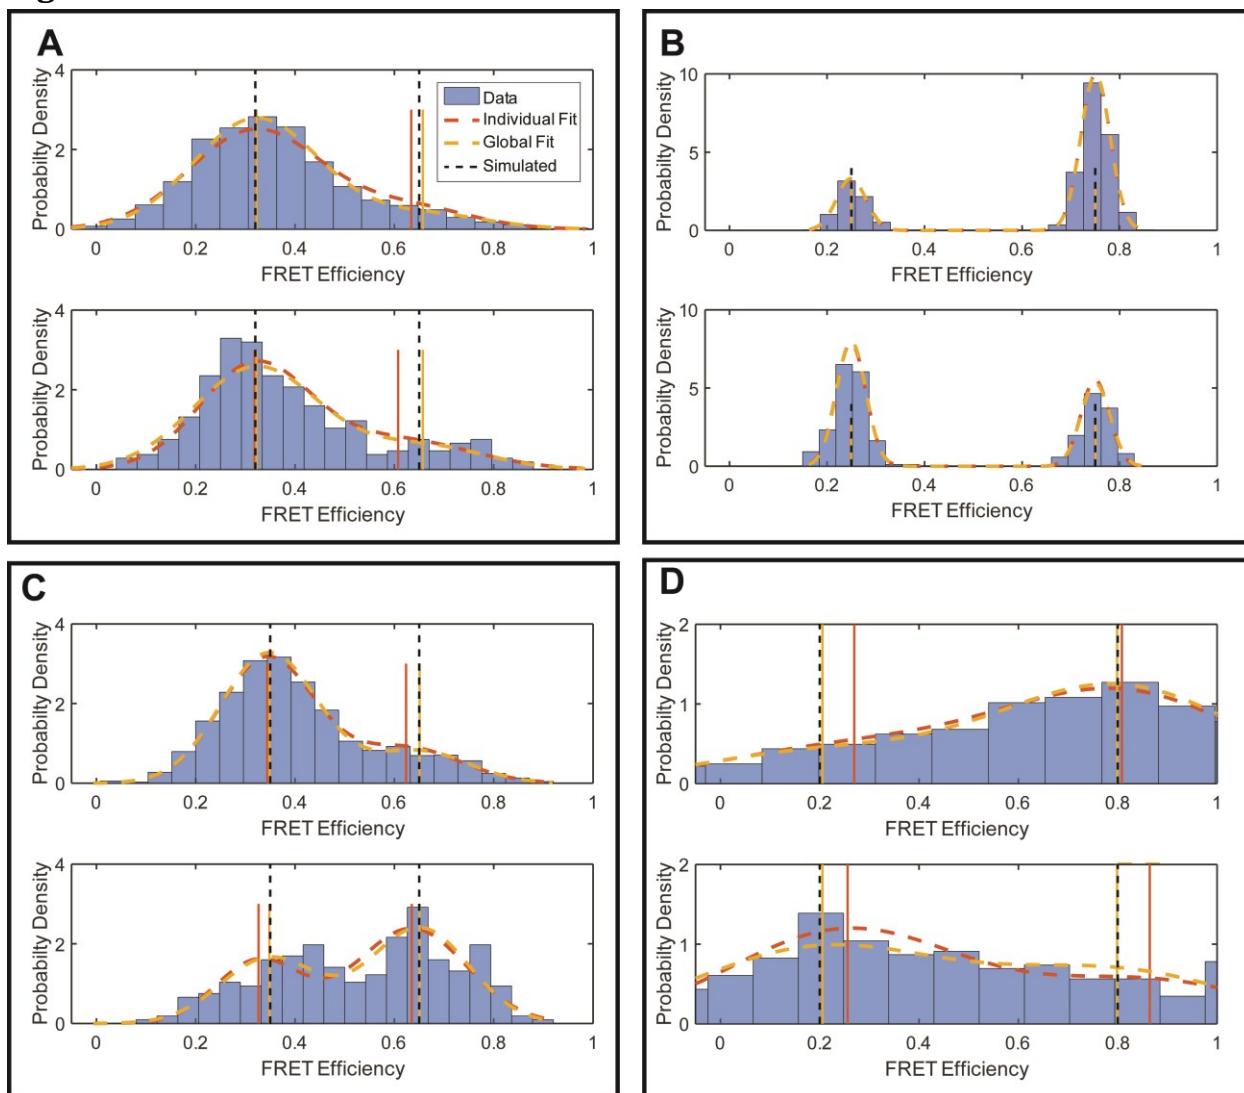 A
Probability Density
4
2
0
Data
Individual Fit
Global Fit
Simulated
0 0.2 0.4 0.6 0.8 1
FRET Efficiency
Probabilty Density
4
2
0
0 0.2 0.4 0.6 0.8 1
FRET Efficiency
B
Probabilty Density
10
5
0
0 0.2 0.4 0.6 0.8 1
FRET Efficiency
Probabilty Density
10
5
0
0 0.2 0.4 0.6 0.8 1
FRET Efficiency
C
Probabilty Density
4
2
0
0 0.2 0.4 0.6 0.8 1
FRET Efficiency
Probabilty Density
4
2
0
0 0.2 0.4 0.6 0.8 1
FRET Efficiency
D
Probabilty Density
2
1
0
0 0.2 0.4 0.6 0.8 1
FRET Efficiency
Probabilty Density
2
1
0
0 0.2 0.4 0.6 0.8 1
FRET Efficiency